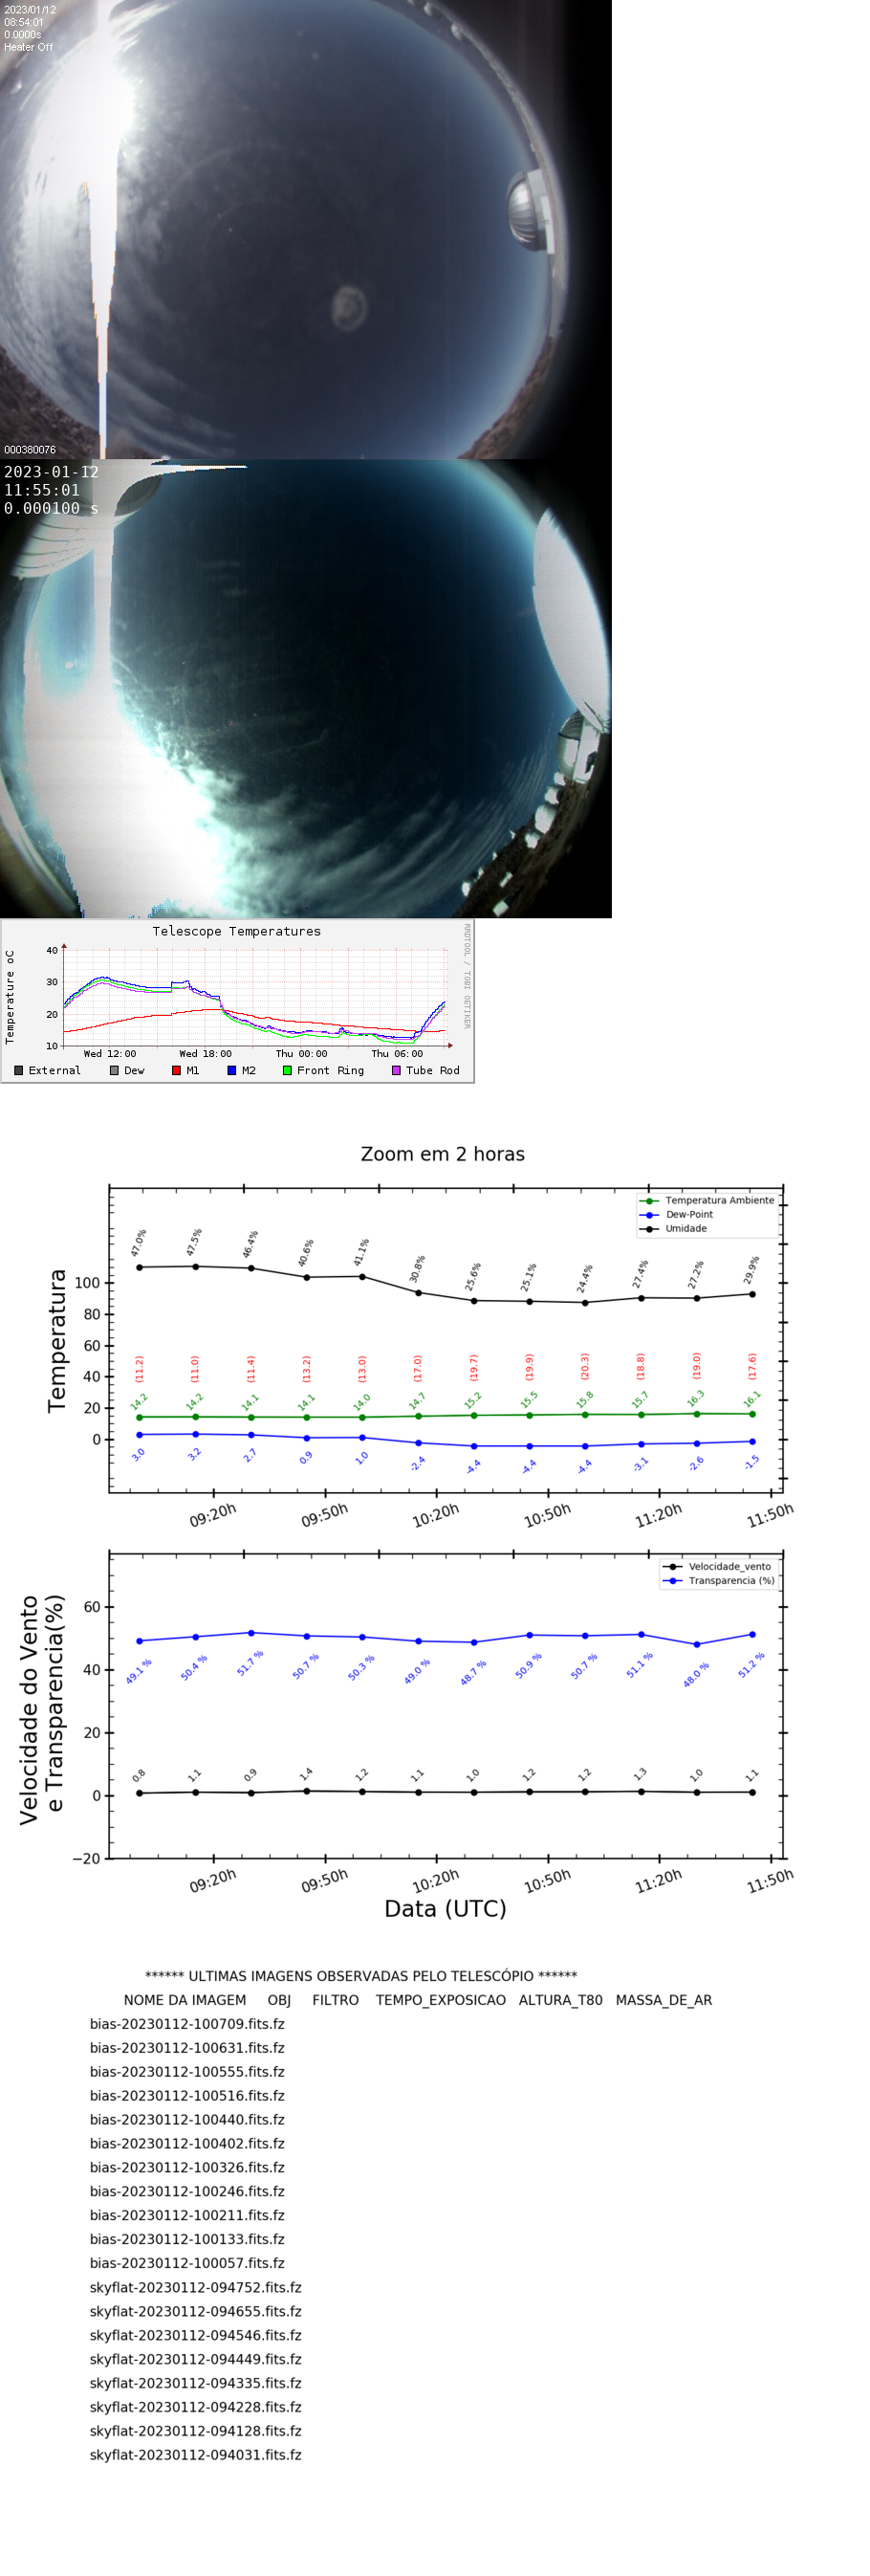 2023/01/12
08:54:01
0.0000s
Heater Off
000380076
2023-01-12
11:55:01
0.000100 s
Telescope Temperatures
RRDTOOL / TOBI OETIKER
Temperature oC
40
30
20
10
Wed 12:00 Wed 18:00 Thu 00:00 Thu 06:00
External Dew M1 M2 Front Ring Tube Rod
Zoom em 2 horas
Temperatura Ambiente
Dew-Point
Umidade
Temperatura
100
80
60
40
20
0
47.0% 47.5% 46.4% 40.6% 41.1% 30.8% 25.6% 25.1% 24.4% 27.4% 27.2% 29.9%
(11.2) (11.0) (11.4) (13.2) (13.0) (17.0) (19.7) (19.9) (20.3) (18.8) (19.0) (17.6)
14.2 14.2 14.1 14.1 14.0 14.7 15.2 15.5 15.8 15.7 16.3 16.1
3.0 3.2 2.7 0.9 1.0 -2.4 -4.4 -4.4 -4.4 -3.1 -2.6 -1.5
09:20h 09:50h 10:20h 10:50h 11:20h 11:50h
Velocidade_vento
Transparencia (%)
Velocidade do Vento
e Transparencia(%)
60
40
20
0
−20
49.1 % 50.4 % 51.7 % 50.7 % 50.3 % 49.0 % 48.7 % 50.9 % 50.7 % 51.1 % 48.0 % 51.2 %
0.8 1.1 0.9 1.4 1.2 1.1 1.0 1.2 1.2 1.3 1.0 1.1
09:20h 09:50h 10:20h 10:50h 11:20h 11:50h
Data (UTC)
****** ULTIMAS IMAGENS OBSERVADAS PELO TELESCÓPIO ******
NOME DA IMAGEM OBJ FILTRO TEMPO_EXPOSICAO ALTURA_T80 MASSA_DE_AR
bias-20230112-100709.fits.fz
bias-20230112-100631.fits.fz
bias-20230112-100555.fits.fz
bias-20230112-100516.fits.fz
bias-20230112-100440.fits.fz
bias-20230112-100402.fits.fz
bias-20230112-100326.fits.fz
bias-20230112-100246.fits.fz
bias-20230112-100211.fits.fz
bias-20230112-100133.fits.fz
bias-20230112-100057.fits.fz
skyflat-20230112-094752.fits.fz
skyflat-20230112-094655.fits.fz
skyflat-20230112-094546.fits.fz
skyflat-20230112-094449.fits.fz
skyflat-20230112-094335.fits.fz
skyflat-20230112-094228.fits.fz
skyflat-20230112-094128.fits.fz
skyflat-20230112-094031.fits.fz